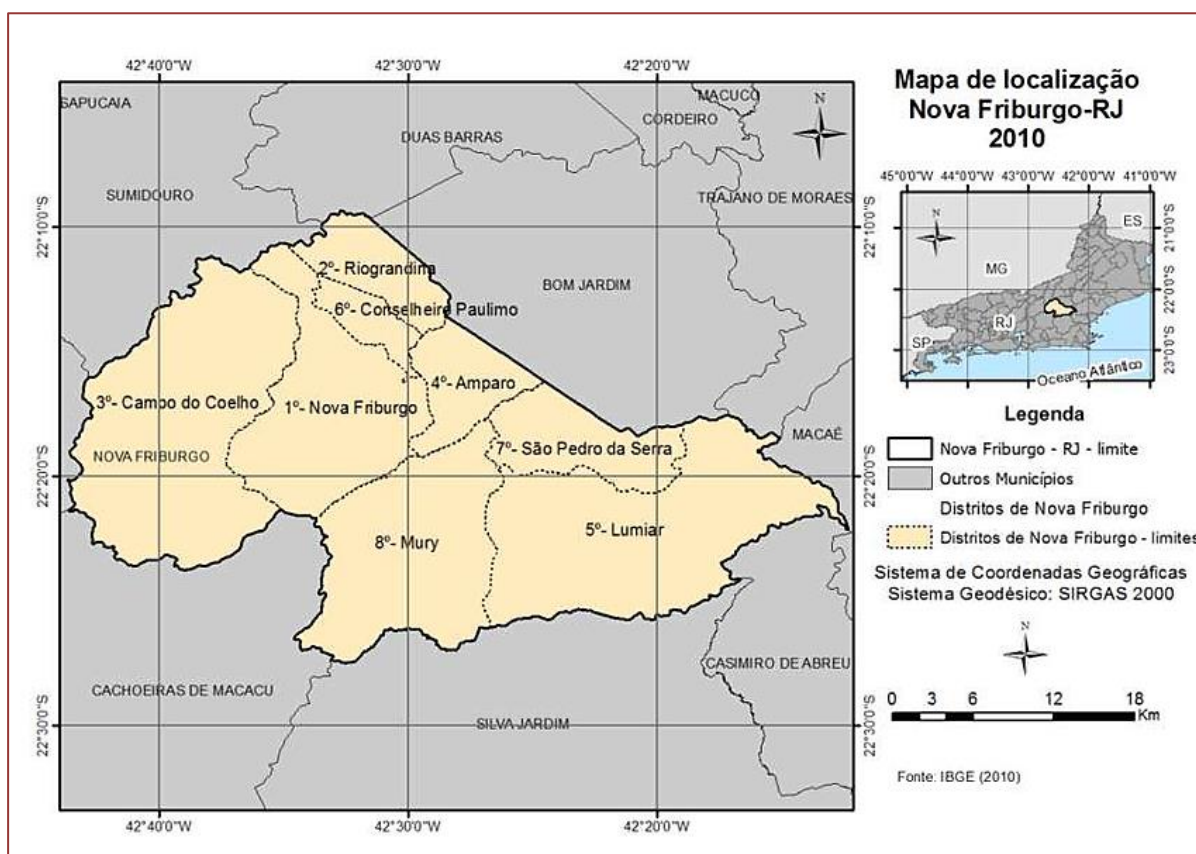 Mapa de localização
Nova Friburgo-RJ
2010
42°40'0"W
42°30'0"W
42°20'0"W
22°10'0"S
22°20'0"S
22°30'0"S
SAPUCAIA
MACUCO
CORDEIRO
DUAS BARRAS
N
SUMIDOURO
TRAJANO DE MORAES
2º- Riograndina
BOM JARDIM
6º- Conselheiro Paulimo
4º- Amparo
3º- Campo do Coelho
1º- Nova Friburgo
MACAÉ
NOVA FRIBURGO
7º- São Pedro da Serra
5º- Lumiar
8º- Mury
CASIMIRO DE ABREU
CACHOEIRAS DE MACACU
SILVA JARDIM
22°10'0"S
22°20'0"S
22°30'0"S
42°40'0"W
42°30'0"W
42°20'0"W
45°0'0"W
44°0'0"W
43°0'0"W
42°0'0"W
41°0'0"W
N
ES
MG
RJ
SP
Oceano Atlântico
21°0'0"S
22°0'0"S
23°0'0"S
Legenda
Nova Friburgo - RJ - limite
Outros Municípios
Distritos de Nova Friburgo
Distritos de Nova Friburgo - limites
Sistema de Coordenadas Geográficas
Sistema Geodésico: SIRGAS 2000
N
0 3 6 12 18
Km
Fonte: IBGE (2010)